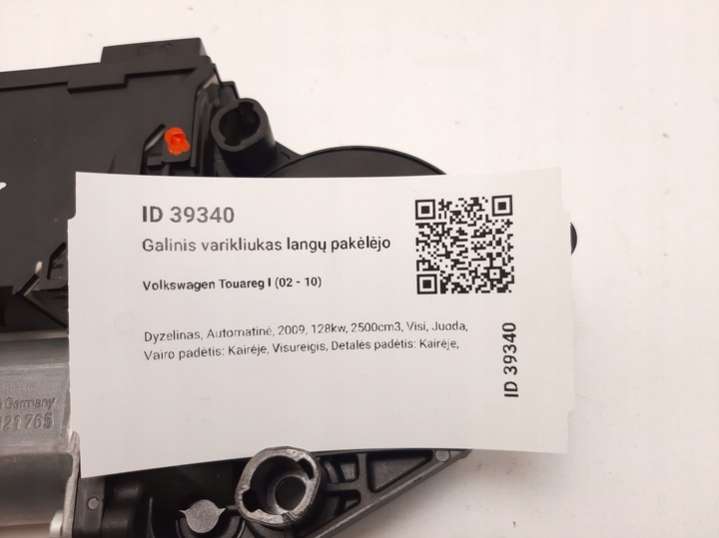 ID 39340
Galinis varikliukas langų pakėlėjo
Volkswagen Touareg I (02 - 10)
Dyzelinas, Automatinė, 2009, 128kw, 2500cm3, Visi, Juoda,
Vairo padėtis: Kairėje, Visureigis, Detalės padėtis: Kairėje,
ID 39340
Germany